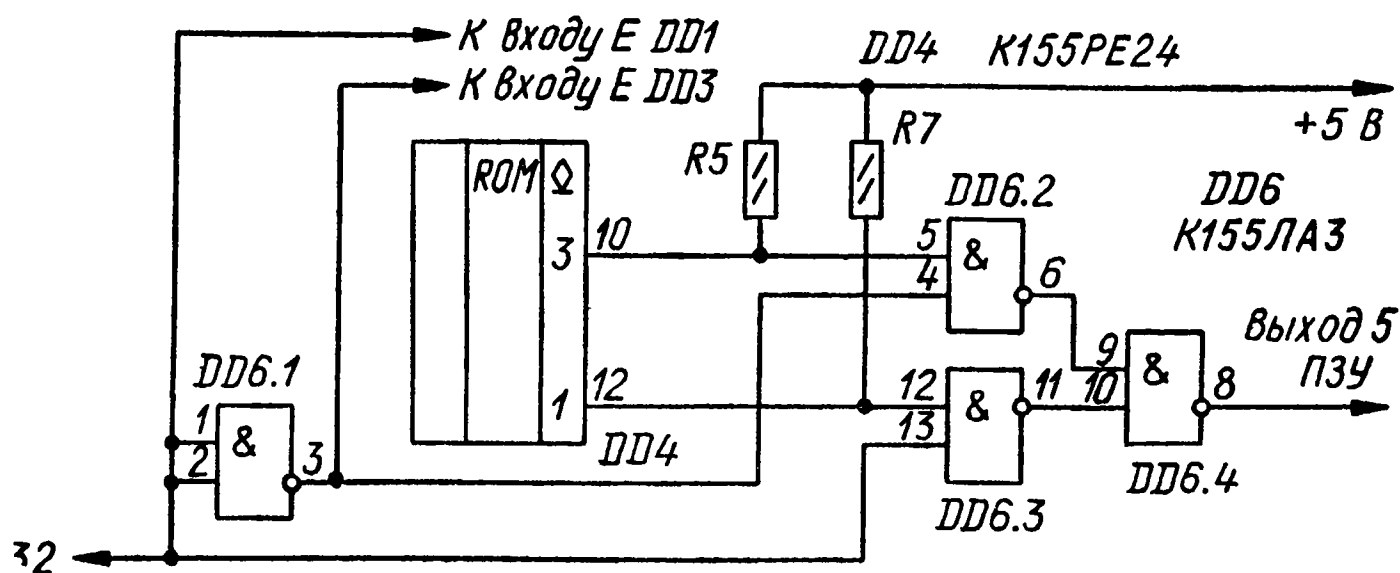 К входу Е DD1
К входу Е DD3
DD4 К155РЕ24
+5 В
R5
R7
ROM
3
10
1
12
DD4
DD6.1
1
2
&
3
DD6.2
5
4
&
6
DD6
К155ЛА3
12
13
&
11
DD6.3
9
10
&
8
DD6.4
Выход 5
ПЗУ
32